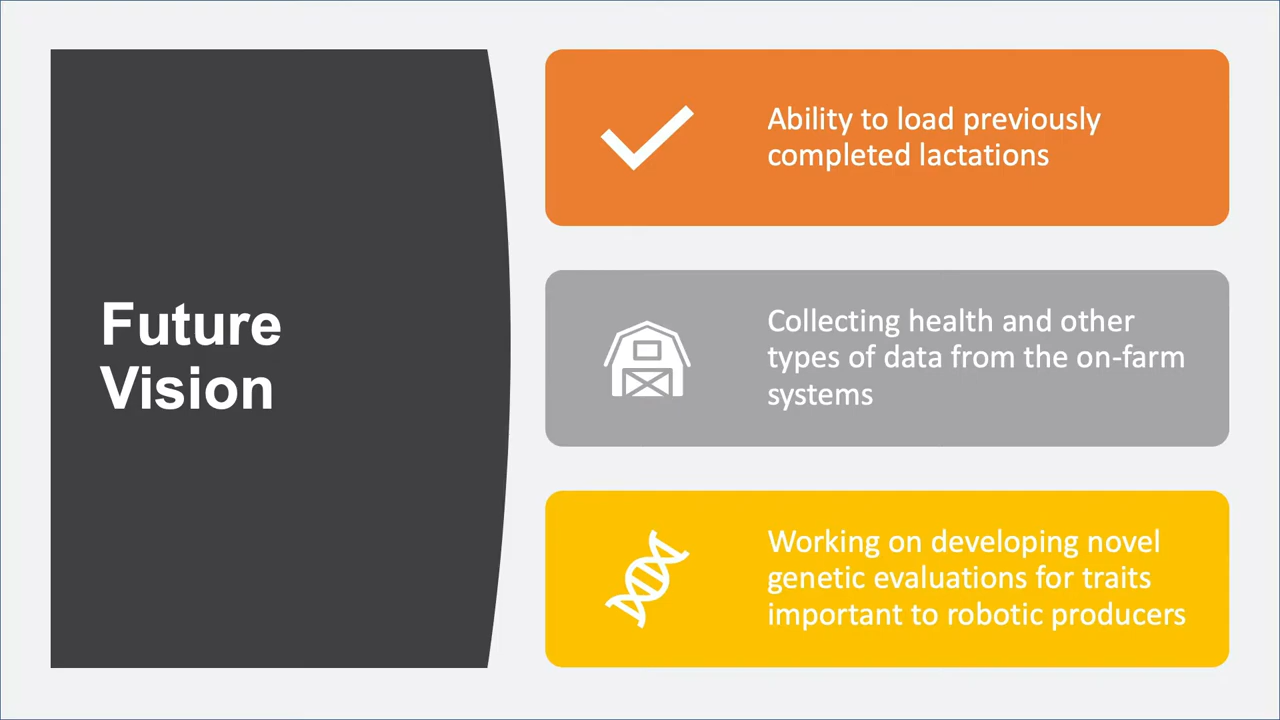 Future
Vision
Ability to load previously
completed lactations
Collecting health and other
types of data from the on-farm
systems
Working on developing novel
genetic evaluations for traits
important to robotic producers